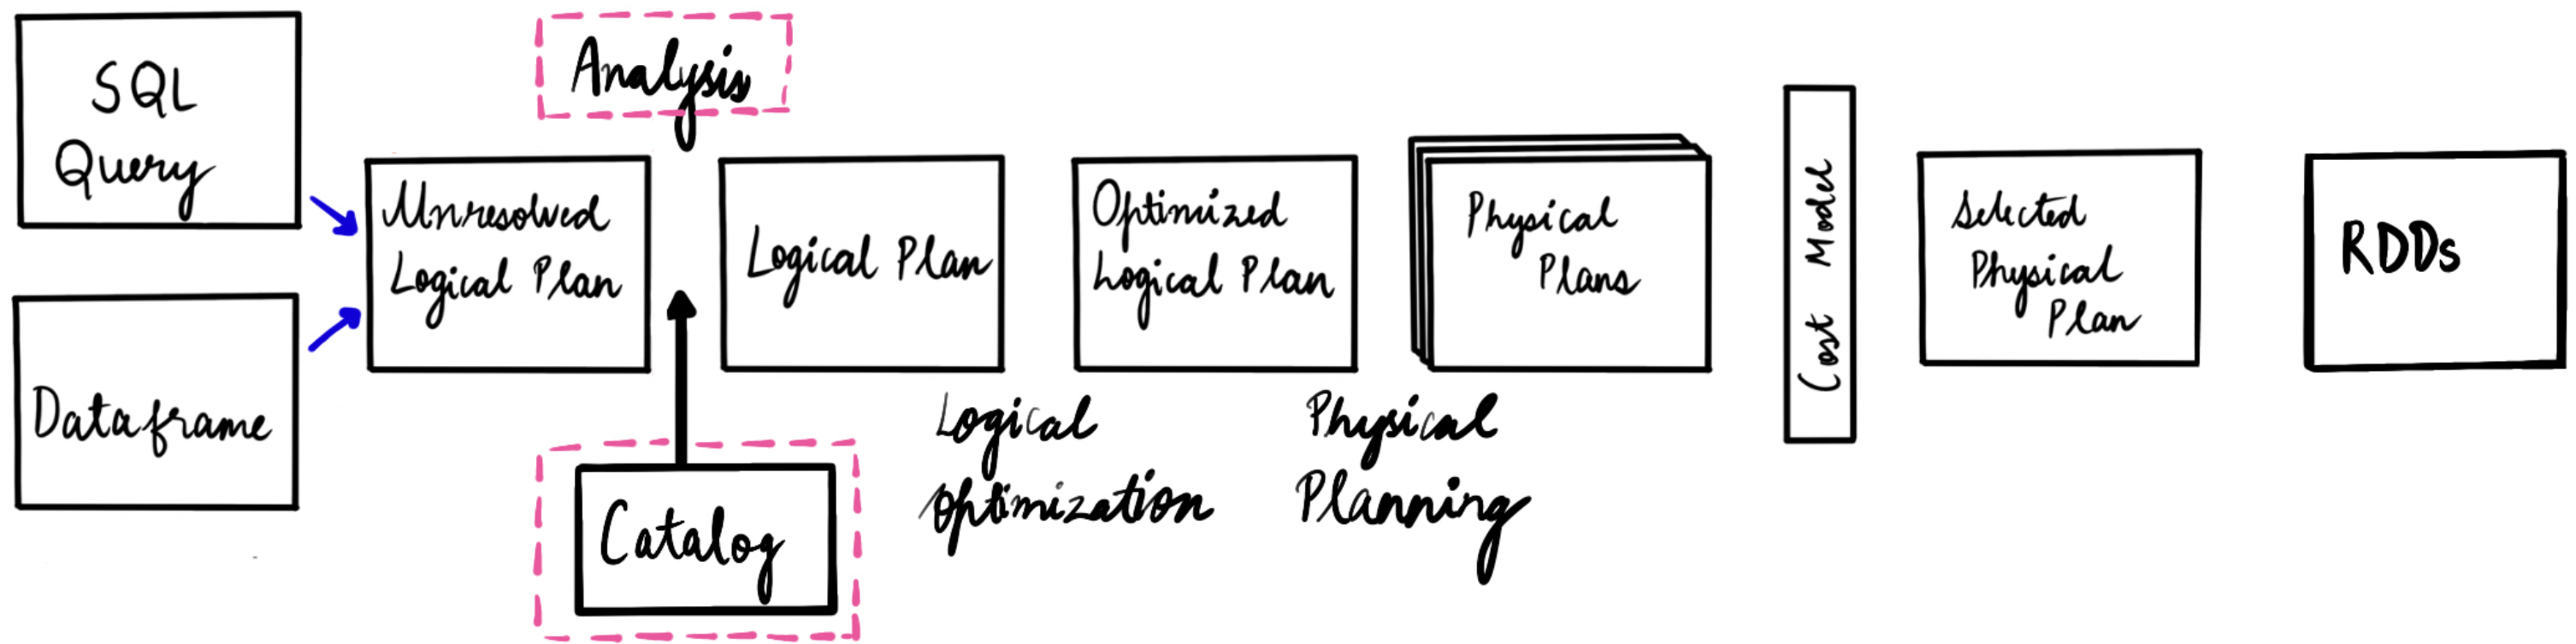 SQL
Query
Dataframe
Analysis
Unresolved
Logical Plan
Catalog
Logical Plan
Logical
Optimization
Optimized
Logical Plan
Physical
Planning
Physical
Plans
Cost Model
Selected
Physical
Plan
RDDs